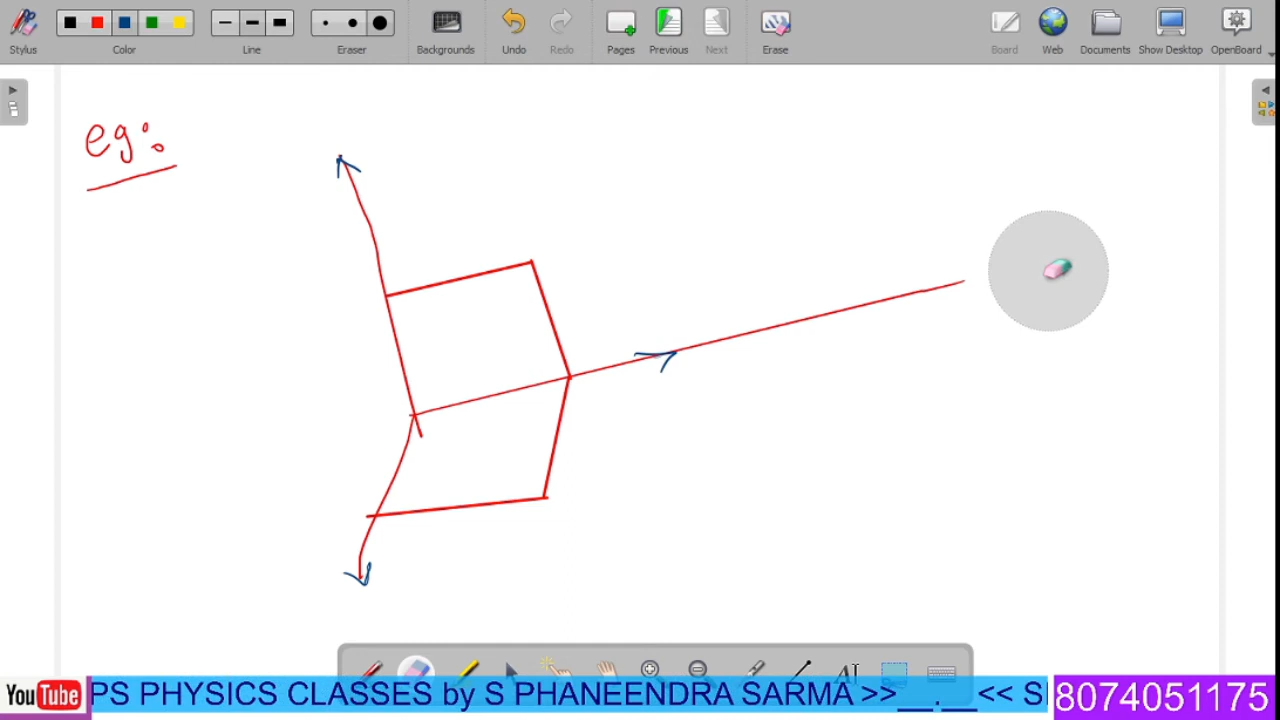 Stylus
Color
Line
Eraser
Backgrounds
Undo
Redo
Pages
Previous
Next
Erase
Board
Web
Documents
Show Desktop
OpenBoard
eg:
YouTube
PS PHYSICS CLASSES by S PHANEENDRA SARMA >>__.__<< S
8074051175